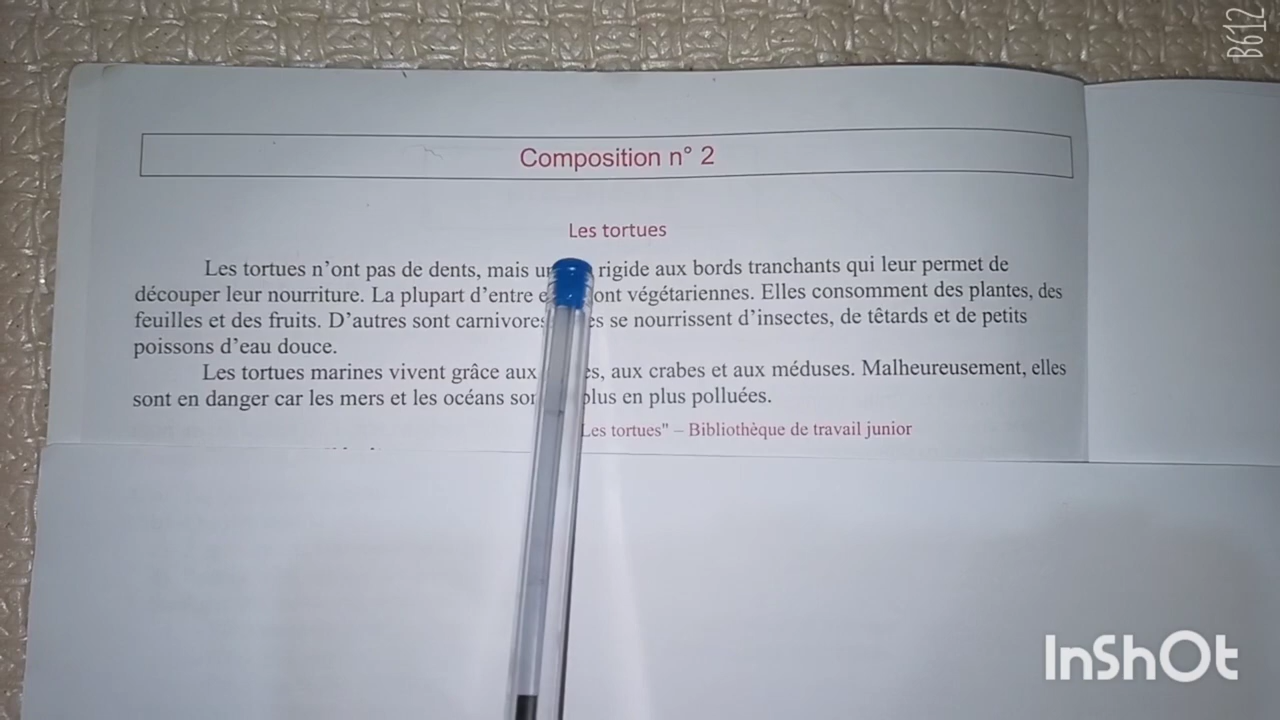 B612
Composition n° 2
Les tortues
Les tortues n'ont pas de dents, mais rigide aux bords tranchants qui leur permet de
découper leur nourriture. La plupart d'entre végétariennes. Elles consomment des plantes, des
feuilles et des fruits. D'autres sont carnivores se nourrissent d'insectes, de têtards et de petits
poissons d'eau douce.
Les tortues marines vivent grâce aux aux crabes et aux méduses. Malheureusement, elles
sont en danger car les mers et les océans plus en plus polluées.
Les tortues" – Bibliothèque de travail junior
InShOt